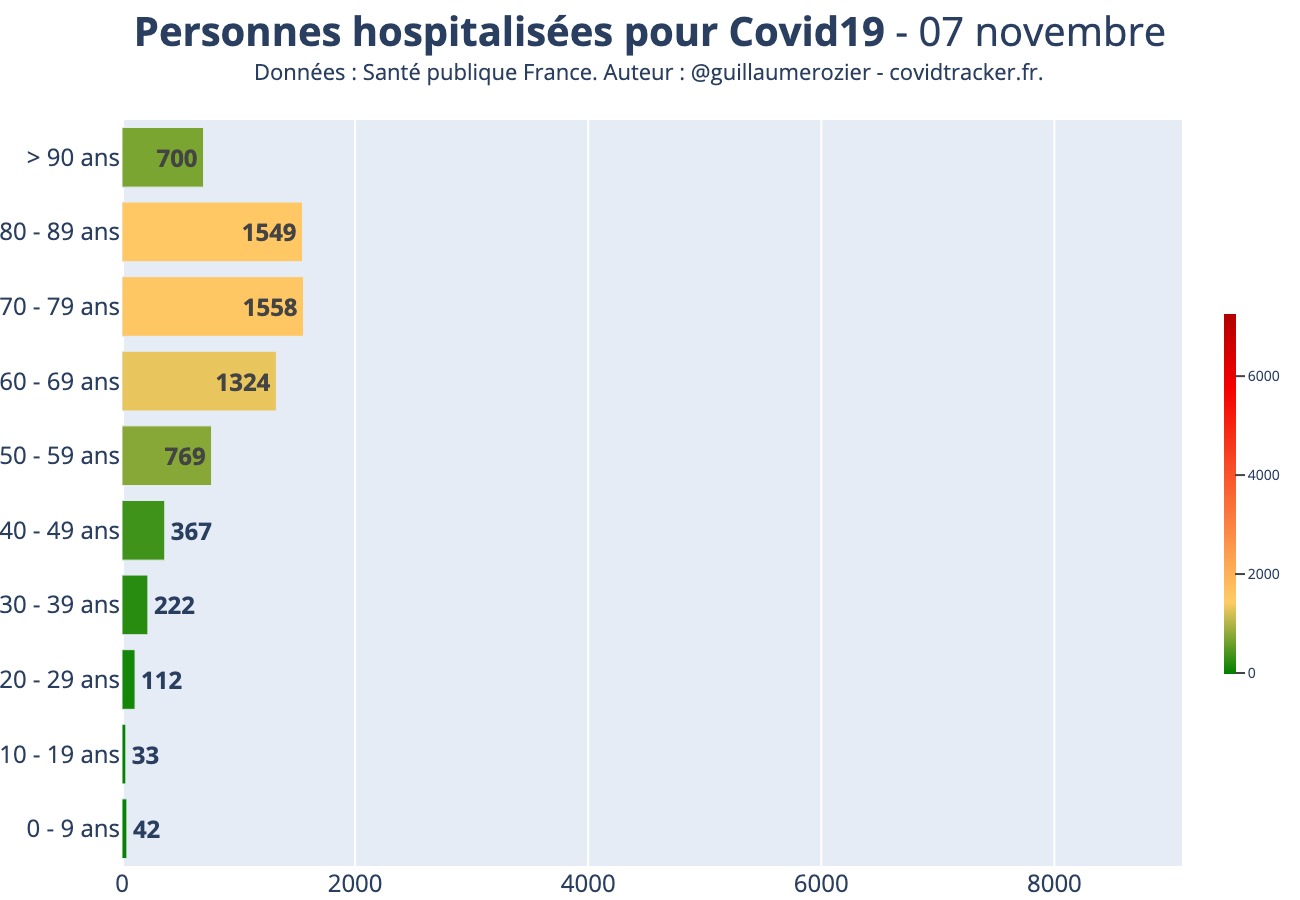 Personnes hospitalisées pour Covid19 - 07 novembre
Données : Santé publique France. Auteur : @guillaumerozier - covidtracker.fr.
> 90 ans 700
80 - 89 ans 1549
70 - 79 ans 1558
60 - 69 ans 1324
50 - 59 ans 769
40 - 49 ans 367
30 - 39 ans 222
20 - 29 ans 112
10 - 19 ans 33
0 - 9 ans 42
0 2000 4000 6000 8000
6000
4000
2000
0